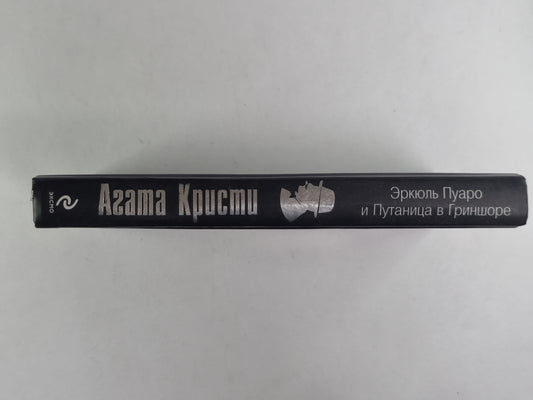 эксмо
Агата Кристи
Эркюль Пуаро
и Путаница в Гриншоре